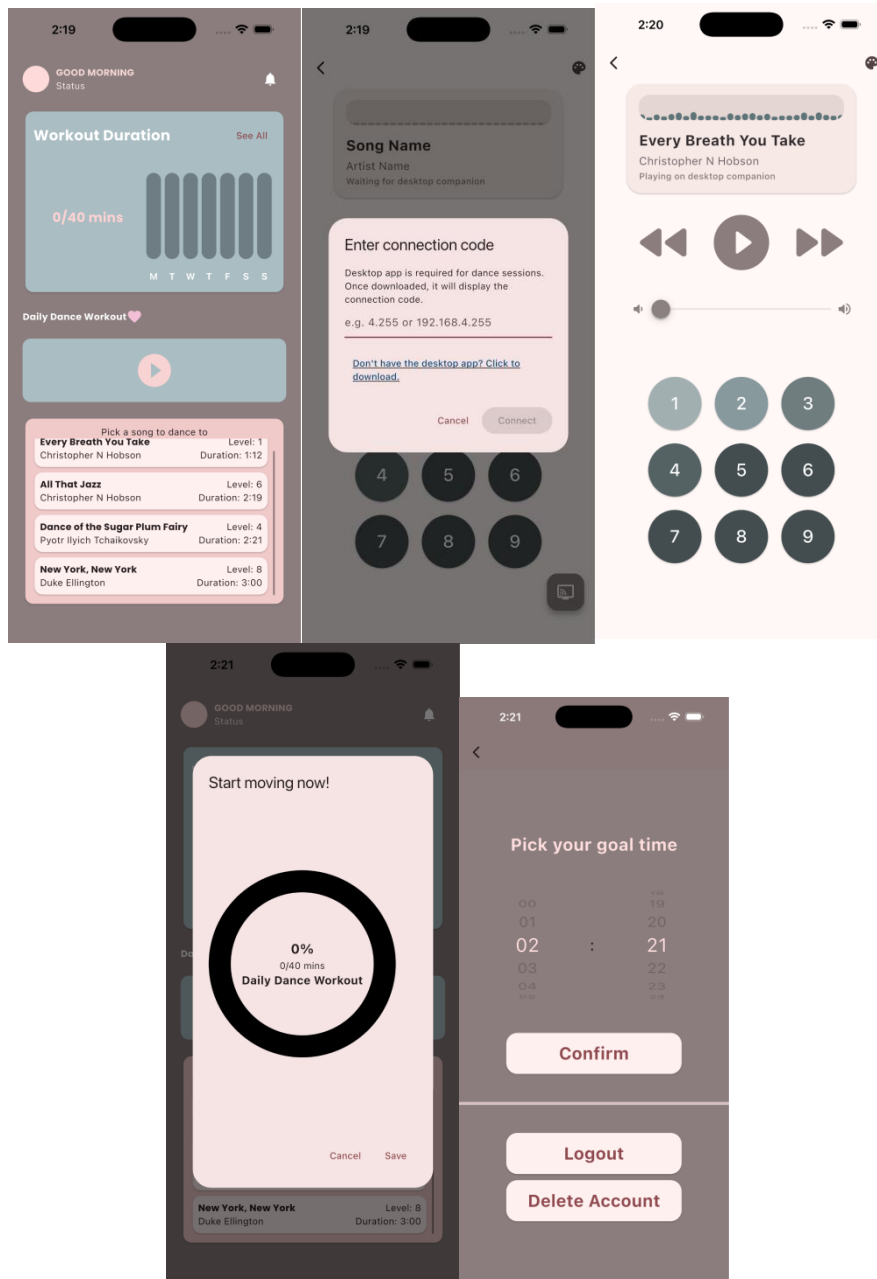 2:19
GOOD MORNING
Status
Workout Duration
See All
0/40 mins
M T W T F S S
Daily Dance Workout
Pick a song to dance to
Every Breath You Take Level: 1
Christopher N Hobson Duration: 1:12
All That Jazz Level: 6
Christopher N Hobson Duration: 2:19
Dance of the Sugar Plum Fairy Level: 4
Pyotr Ilyich Tchaikovsky Duration: 2:21
New York, New York Level: 8
Duke Ellington Duration: 3:00
2:19
Song Name
Artist Name
Waiting for desktop companion
Enter connection code
Desktop app is required for dance sessions.
Once downloaded, it will display the
connection code.
e.g. 4.255 or 192.168.4.255
Don't have the desktop app? Click to
download.
Cancel Connect
4 5 6
7 8 9
2:20
Every Breath You Take
Christopher N Hobson
Playing on desktop companion
1 2 3
4 5 6
7 8 9
2:21
GOOD MORNING
Status
Start moving now!
Da
0%
0/40 mins
Daily Dance Workout
Cancel Save
New York, New York Level: 8
Duke Ellington Duration: 3:00
2:21
Pick your goal time
00 19
01 20
02 : 21
03 22
04 23
Confirm
Logout
Delete Account